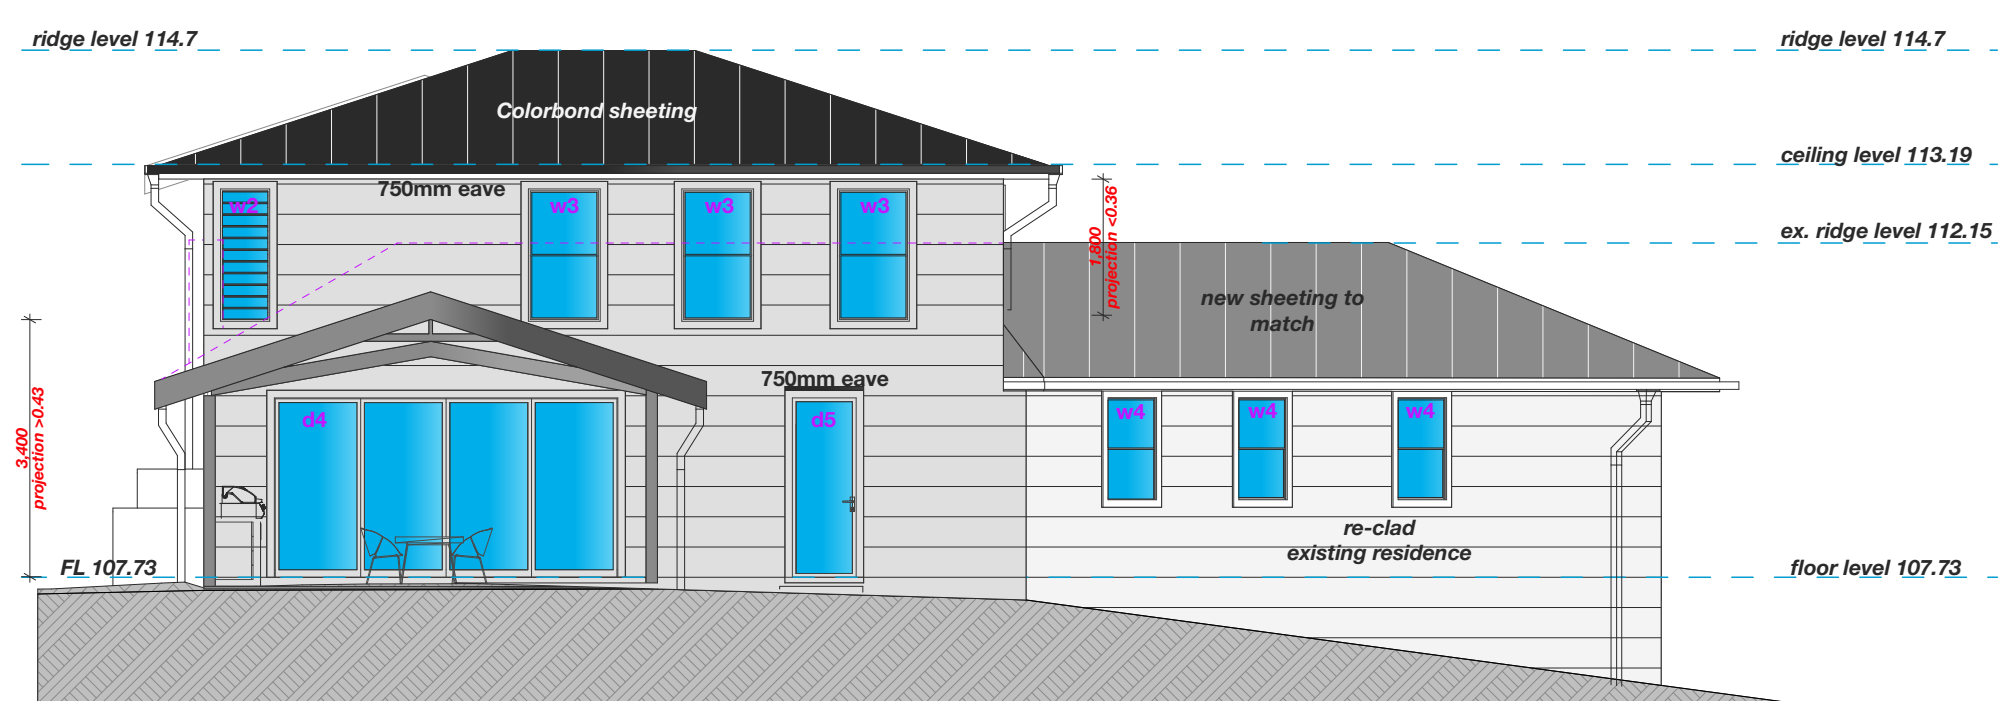 ridge level 114.7
ridge level 114.7
Colorbond sheeting
ceiling level 113.19
750mm eave
w2
w3
w3
w3
1,800
projection <0.36
ex. ridge level 112.15
new sheeting to
match
3,400
projection >0.43
750mm eave
d4
d5
w4
w4
w4
re-clad
existing residence
FL 107.73
floor level 107.73